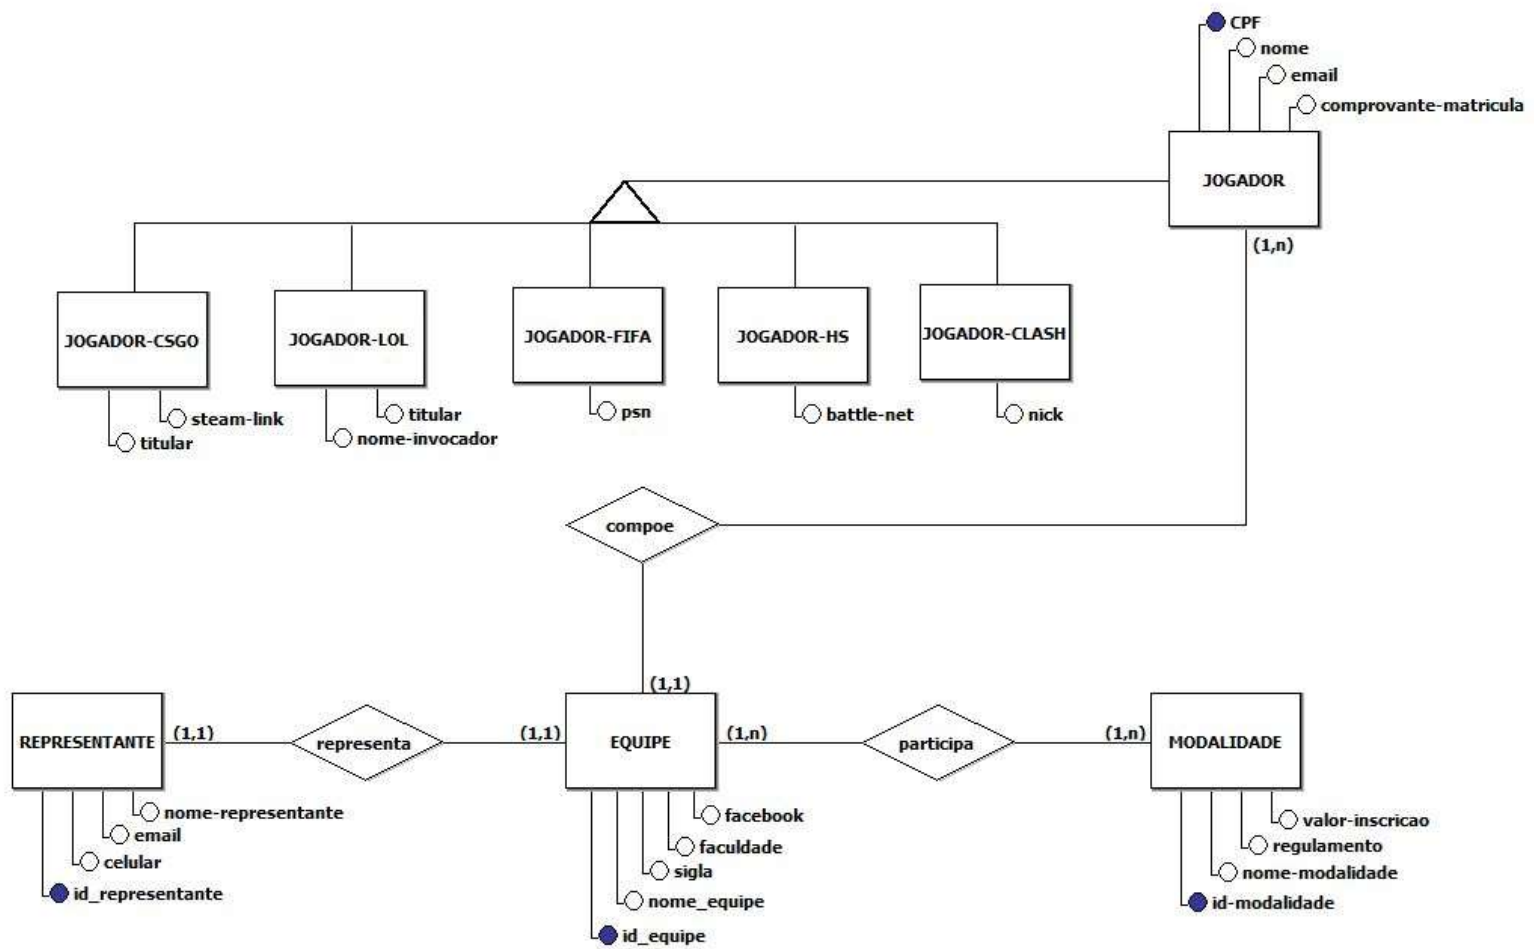 CPF
nome
email
comprovante-matricula
JOGADOR
(1,n)
JOGADOR-CSGO
JOGADOR-LOL
JOGADOR-FIFA
JOGADOR-HS
JOGADOR-CLASH
steam-link
titular
titular
nome-invocador
psn
battle-net
nick
compoe
(1,1)
REPRESENTANTE
(1,1)
representa
(1,1)
EQUIPE
(1,n)
participa
(1,n)
MODALIDADE
nome-representante
email
celular
id_representante
facebook
faculdade
sigla
nome_equipe
id_equipe
valor-inscricao
regulamento
nome-modalidade
id-modalidade